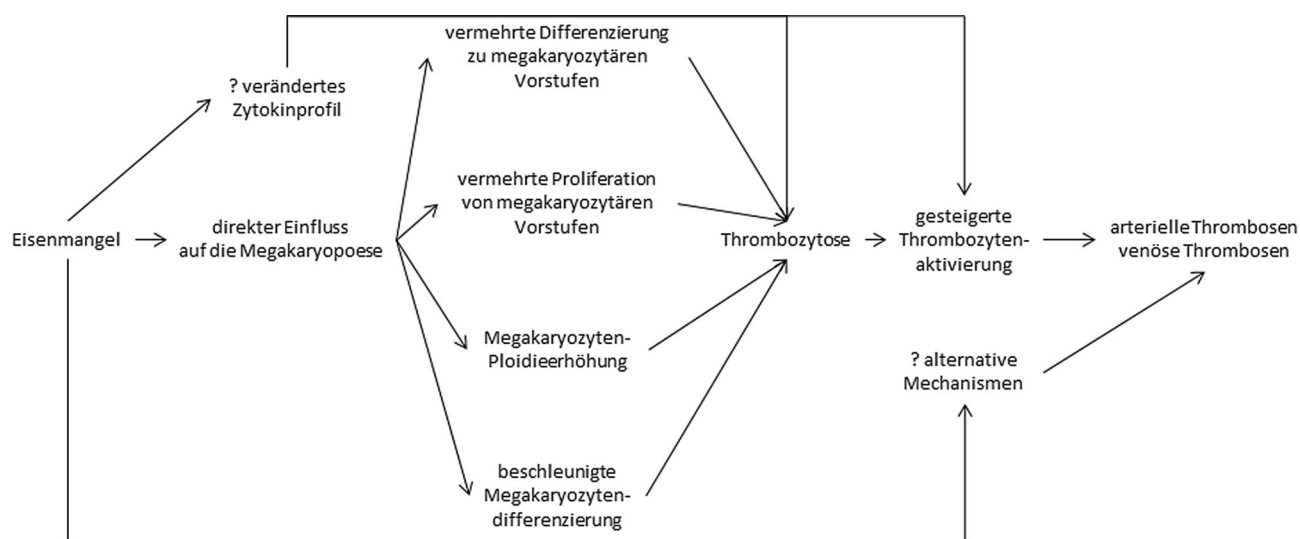 vermehrte Differenzierung
zu megakaryozytären
Vorstufen
? verändertes
Zytokinprofil
vermehrte Proliferation
von megakaryozytären
Vorstufen
Eisenmangel
direkter Einfluss
auf die Megakaryopoese
Thrombozytose
gesteigerte
Thrombozyten-
aktivierung
arterielle Thrombosen
venöse Thrombosen
Megakaryozyten-
Ploidieerhöhung
? alternative
Mechanismen
beschleunigte
Megakaryozyten-
differenzierung